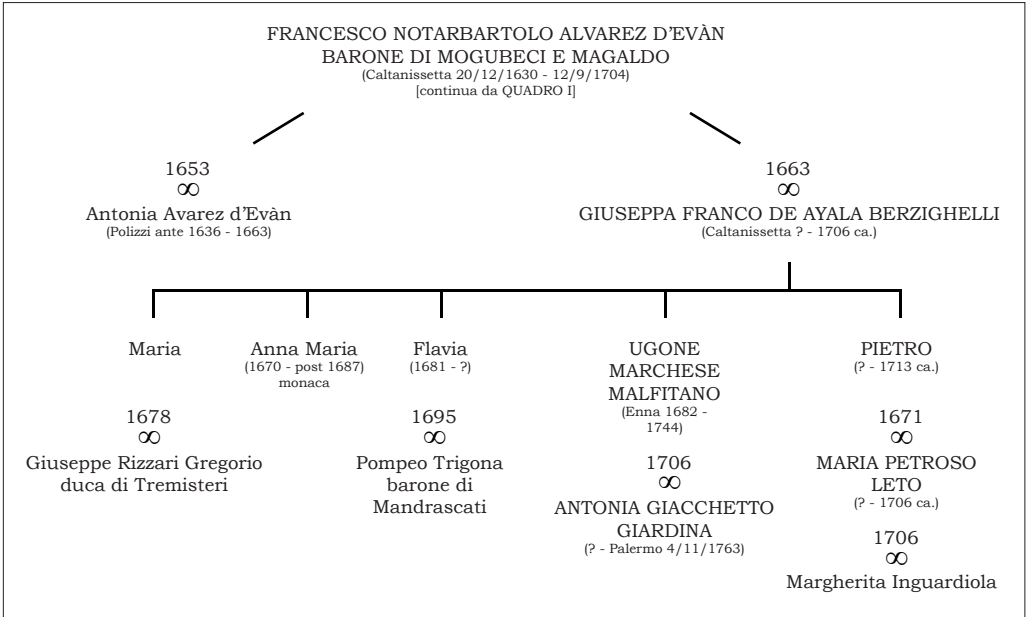 FRANCESCO NOTARBARTOLO ALVAREZ D'EVÀN
BARONE DI MOGUBECI E MAGALDO
(Caltanissetta 20/12/1630 - 12/9/1704)
[continua da QUADRO I]
1653
∞
Antonia Avarez d'Evàn
(Polizzi ante 1636 - 1663)
1663
∞
GIUSEPPA FRANCO DE AYALA BERZIGHELLI
(Caltanissetta ? - 1706 ca.)
Maria
1678
∞
Giuseppe Rizzari Gregorio
duca di Tremisteri
Anna Maria
(1670 - post 1687)
monaca
Flavia
(1681 - ?)
1695
∞
Pompeo Trigona
barone di
Mandrascati
UGONE
MARCHESE
MALFITANO
(Enna 1682 -
1744)
1706
∞
ANTONIA GIACCHETTO
GIARDINA
(? - Palermo 4/11/1763)
PIETRO
(? - 1713 ca.)
1671
∞
MARIA PETROSO
LETO
(? - 1706 ca.)
1706
∞
Margherita Inguardiola